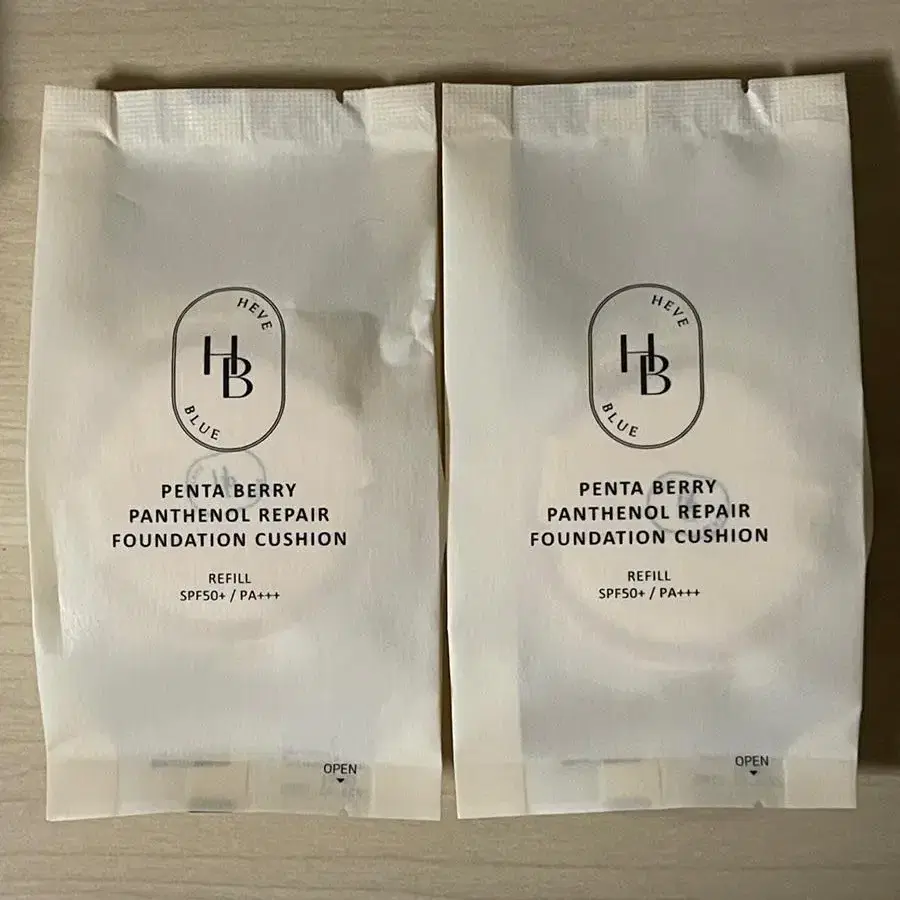 HEVE
HB
BLUE
PENTA BERRY
PANTHENOL REPAIR
FOUNDATION CUSHION
REFILL
SPF50+ / PA+++
OPEN
HEVE
HB
BLUE
PENTA BERRY
PANTHENOL REPAIR
FOUNDATION CUSHION
REFILL
SPF50+ / PA+++
OPEN